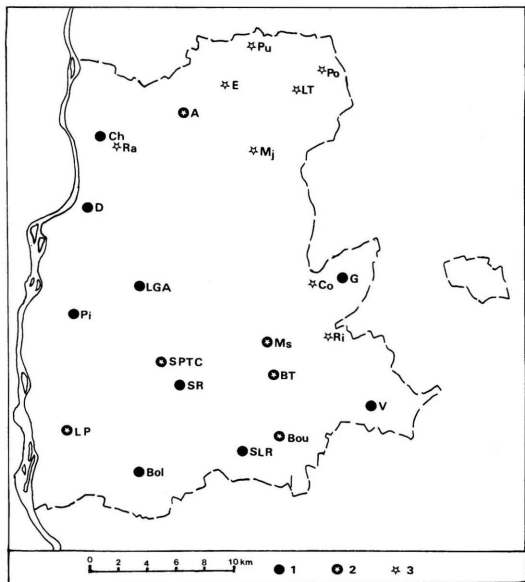 Pu
Po
E
LT
A
Ch
Ra
Mj
D
Co
G
LGA
Pi
Ms
Ri
SPTC
BT
SR
V
LP
Bou
SLR
Bol
0 2 4 6 8 10 km
1 2 3